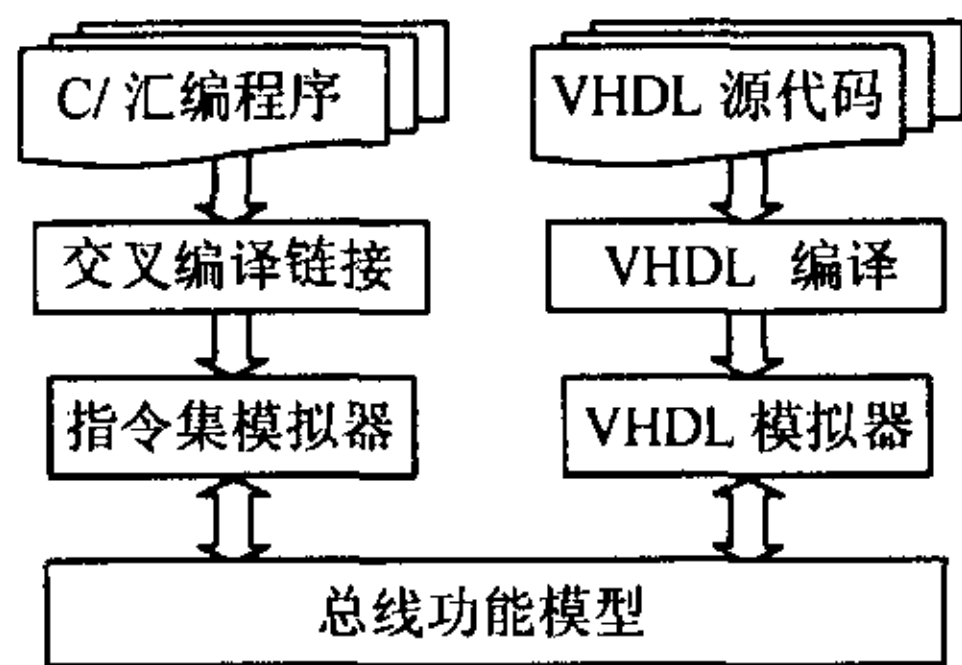 C/ 汇编程序
VHDL 源代码
交叉编译链接
VHDL 编译
指令集模拟器
VHDL 模拟器
总线功能模型